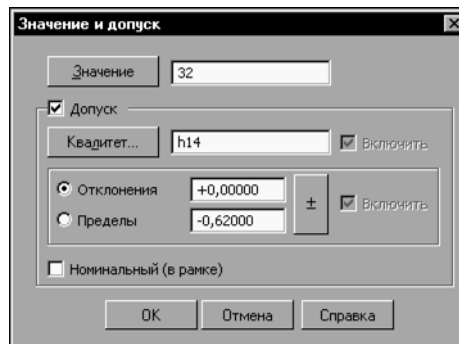 Значение и допуск
Значение 32
Допуск
Квалитет... h14 Включить
Отклонения +0,00000 ± Включить
Пределы -0,62000
Номинальный (в рамке)
OK Отмена Справка